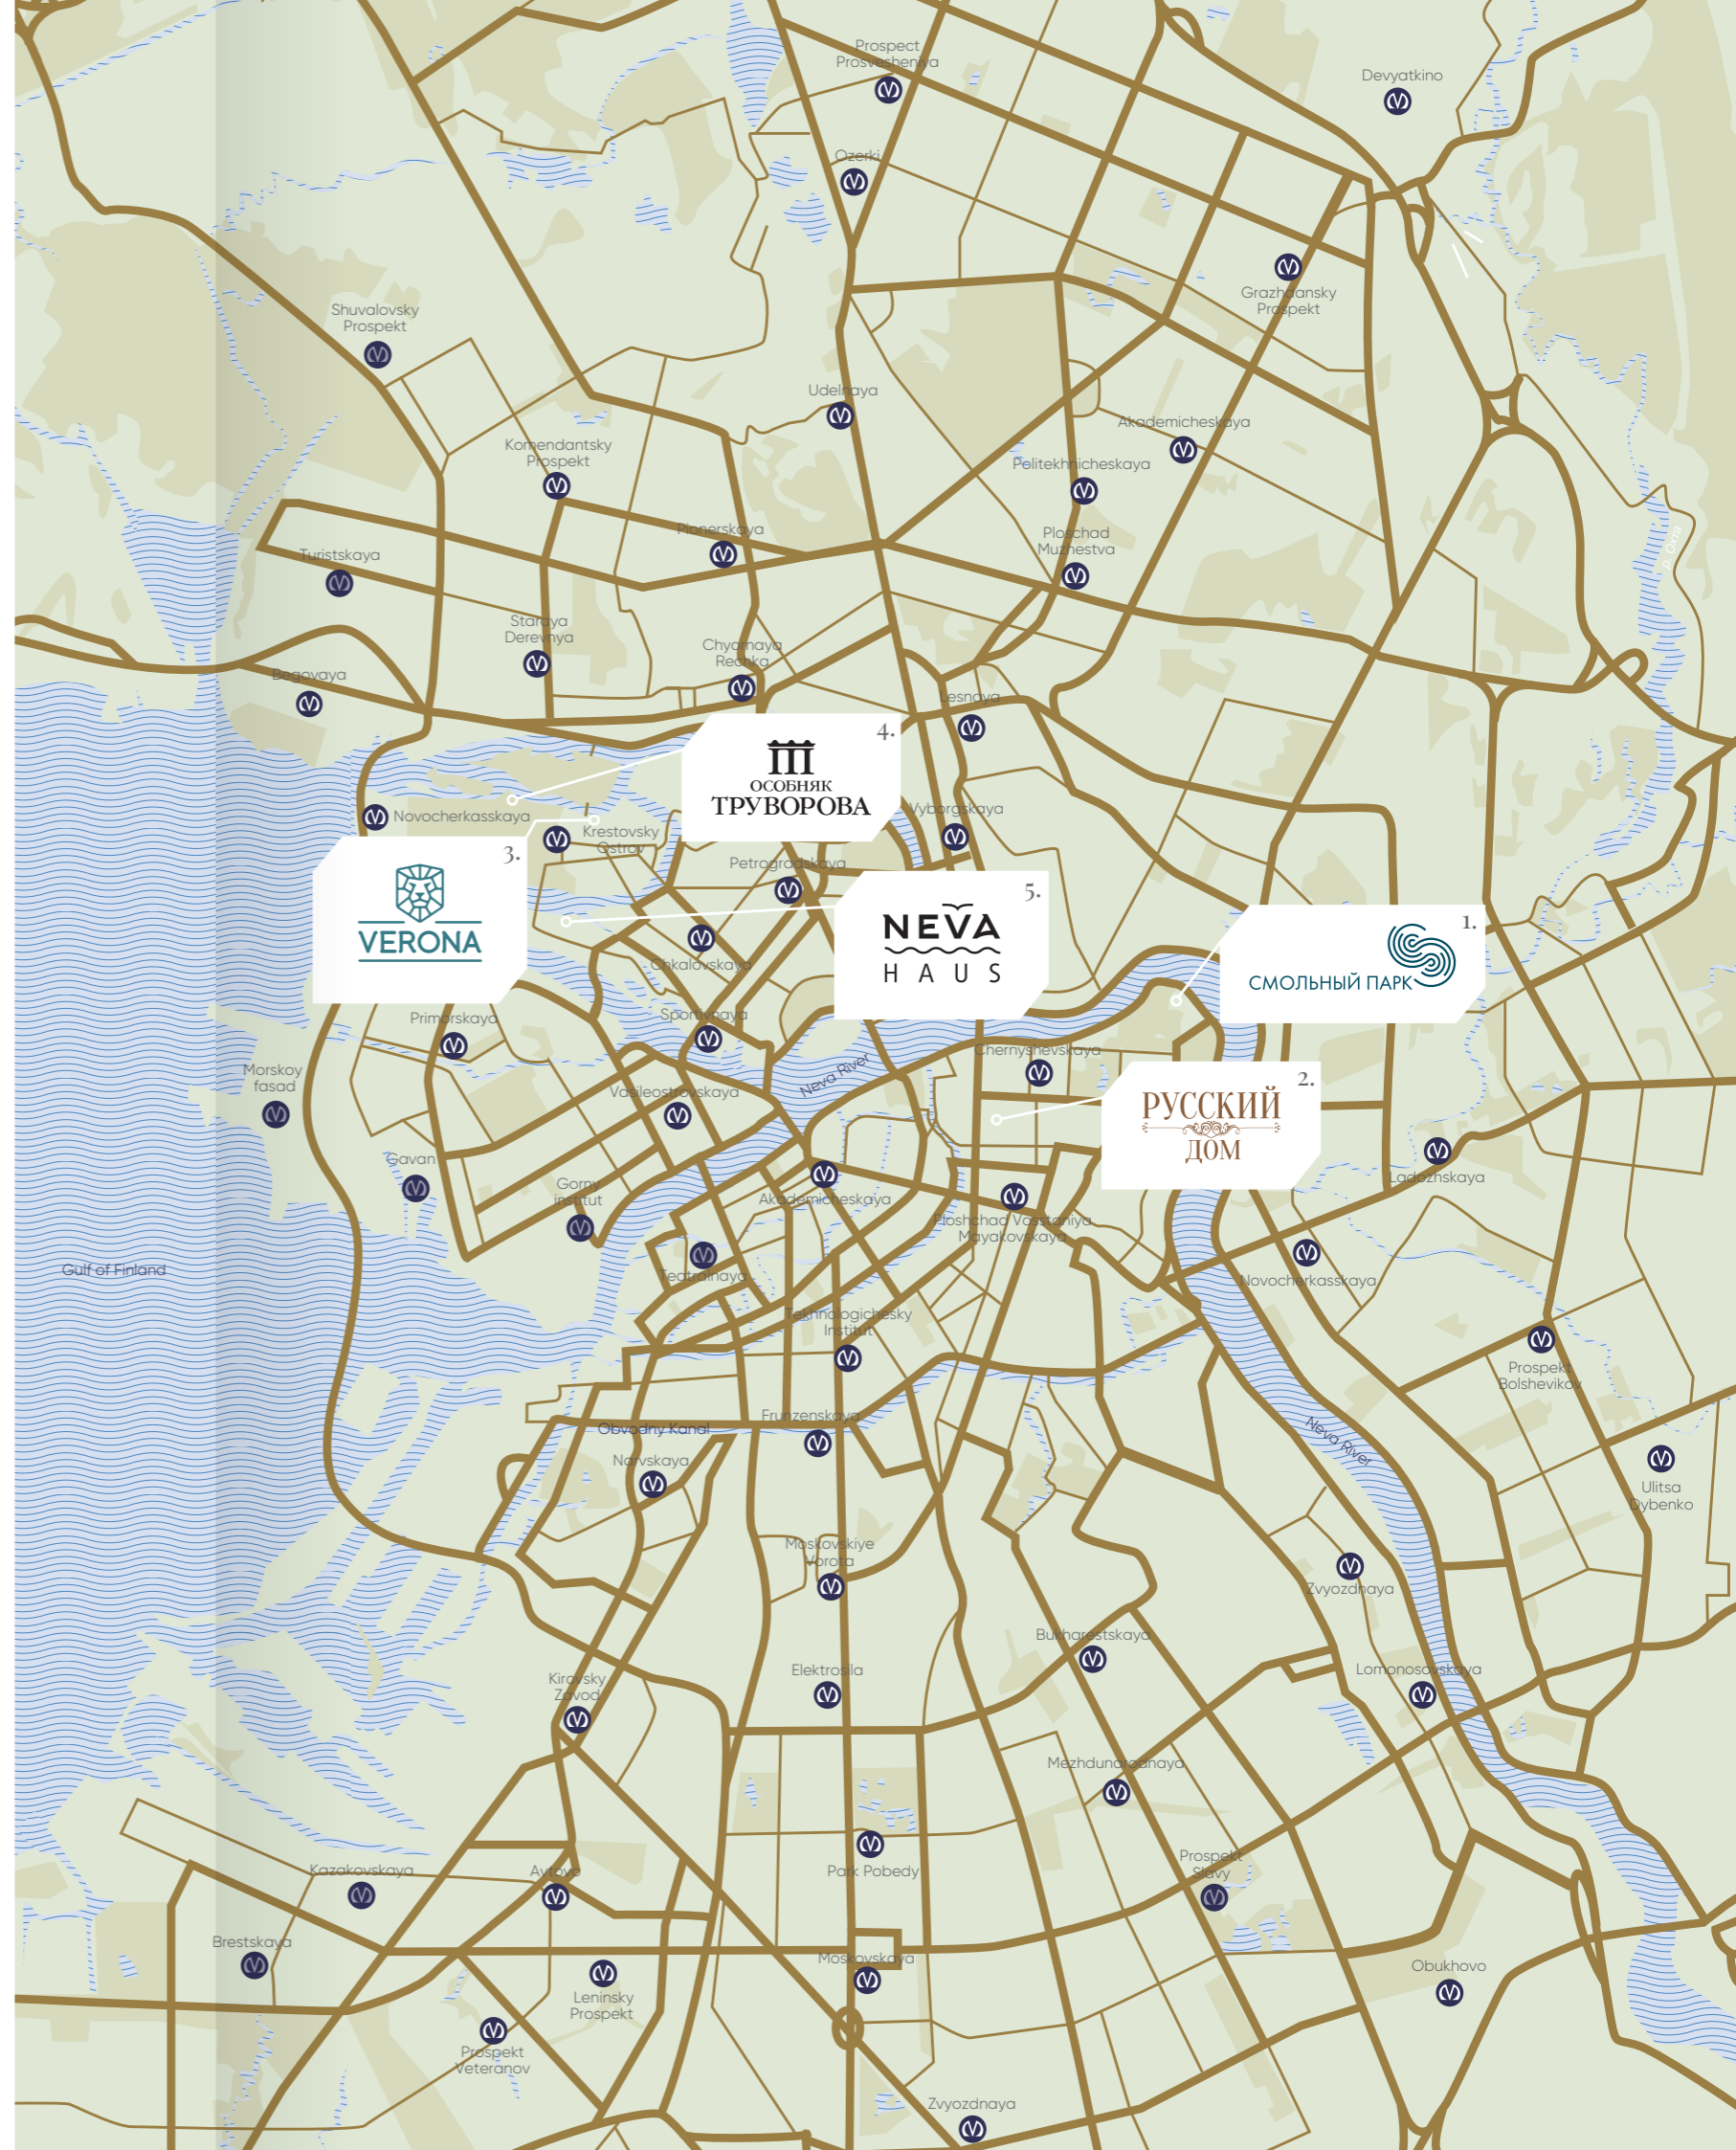 Prospect
Prosvesheniya
Devyatkino
Ozerki
Grazhdansky
Prospekt
Shuvalovsky
Prospekt
Udelnaya
Akademicheskaya
Komendantsky
Prospekt
Politekhnicheskaya
Pionerskaya
Ploschad
Muzhestva
р. Охта
Turistskaya
Staraya
Derevnya
Chyornaya
Rechka
Begovaya
Lesnaya
4.
ОСОБНЯК
ТРУВОРОВА
Novocherkasskaya
Krestovsky
Ostrov
Vyborgskaya
3.
VERONA
Petrogradskaya
5.
NEVA
HAUS
1.
СМОЛЬНЫЙ ПАРК
Chkalovskaya
Primorskaya
Sportivnaya
Neva River
Chernyshevskaya
Morskoy
fasad
Vasileostrovskaya
2.
РУССКИЙ
ДОМ
Gavan
Gorny
institut
Akademicheskaya
Ladozhskaya
Ploshchad Vosstaniya
Mayakovskaya
Gulf of Finland
Teatralnaya
Novocherkasskaya
Tekhnologichesky
Institut
Prospekt
Bolshevikov
Frunzenskaya
Obvodny Kanal
Neva River
Narvskaya
Ulitsa
Dybenko
Moskovskiye
Vorota
Zvyozdnaya
Bukharestskaya
Elektrosila
Lomonosovskaya
Kirovsky
Zavod
Mezhdunarodnaya
Kazakovskaya
Avtovo
Park Pobedy
Prospekt
Slavy
Brestskaya
Moskovskaya
Obukhovo
Leninsky
Prospekt
Prospekt
Veteranov
Zvyozdnaya